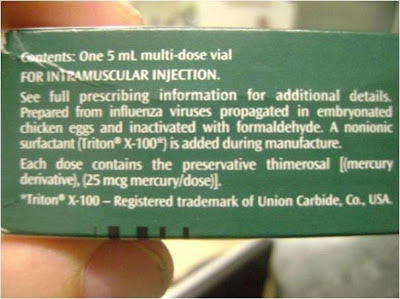 Contents: One 5 mL multi-dose vial
FOR INTRAMUSCULAR INJECTION.
See full prescribing information for additional details.
Prepared from influenza viruses propagated in embryonated
chicken eggs and inactivated with formaldehyde. A nonionic
surfactant (Triton® X-100*) is added during manufacture.
Each dose contains the preservative thimerosal [(mercury
derivative), (25 mcg mercury/dose)].
*Triton® X-100 – Registered trademark of Union Carbide, Co., USA.